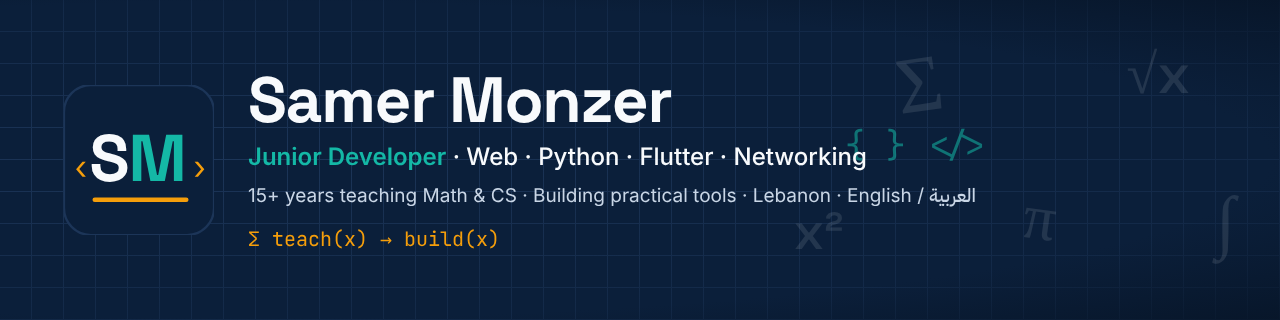 ‹SM›
Samer Monzer
Junior Developer · Web · Python · Flutter · Networking
15+ years teaching Math & CS · Building practical tools · Lebanon · English / العربية
Σ teach(x) → build(x)
Σ
√x
{ } </>
x²
π
∫